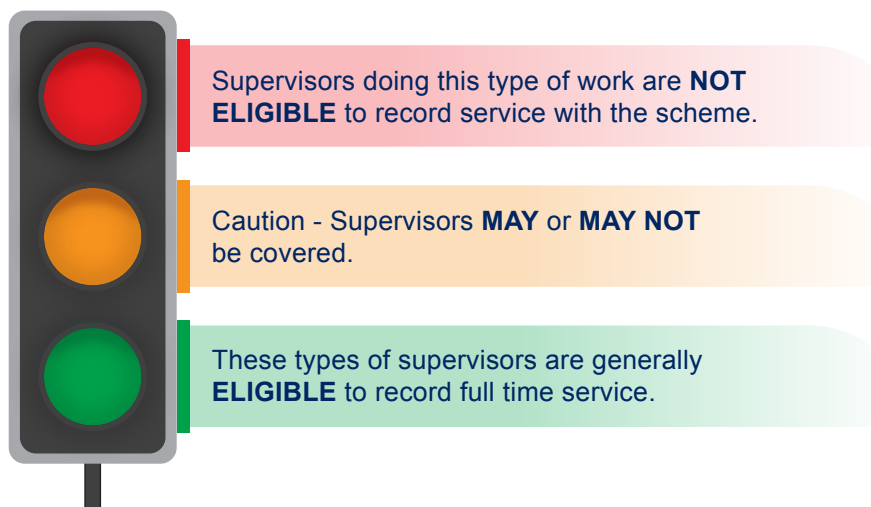 Supervisors doing this type of work are NOT
ELIGIBLE to record service with the scheme.
Caution - Supervisors MAY or MAY NOT
be covered.
These types of supervisors are generally
ELIGIBLE to record full time service.